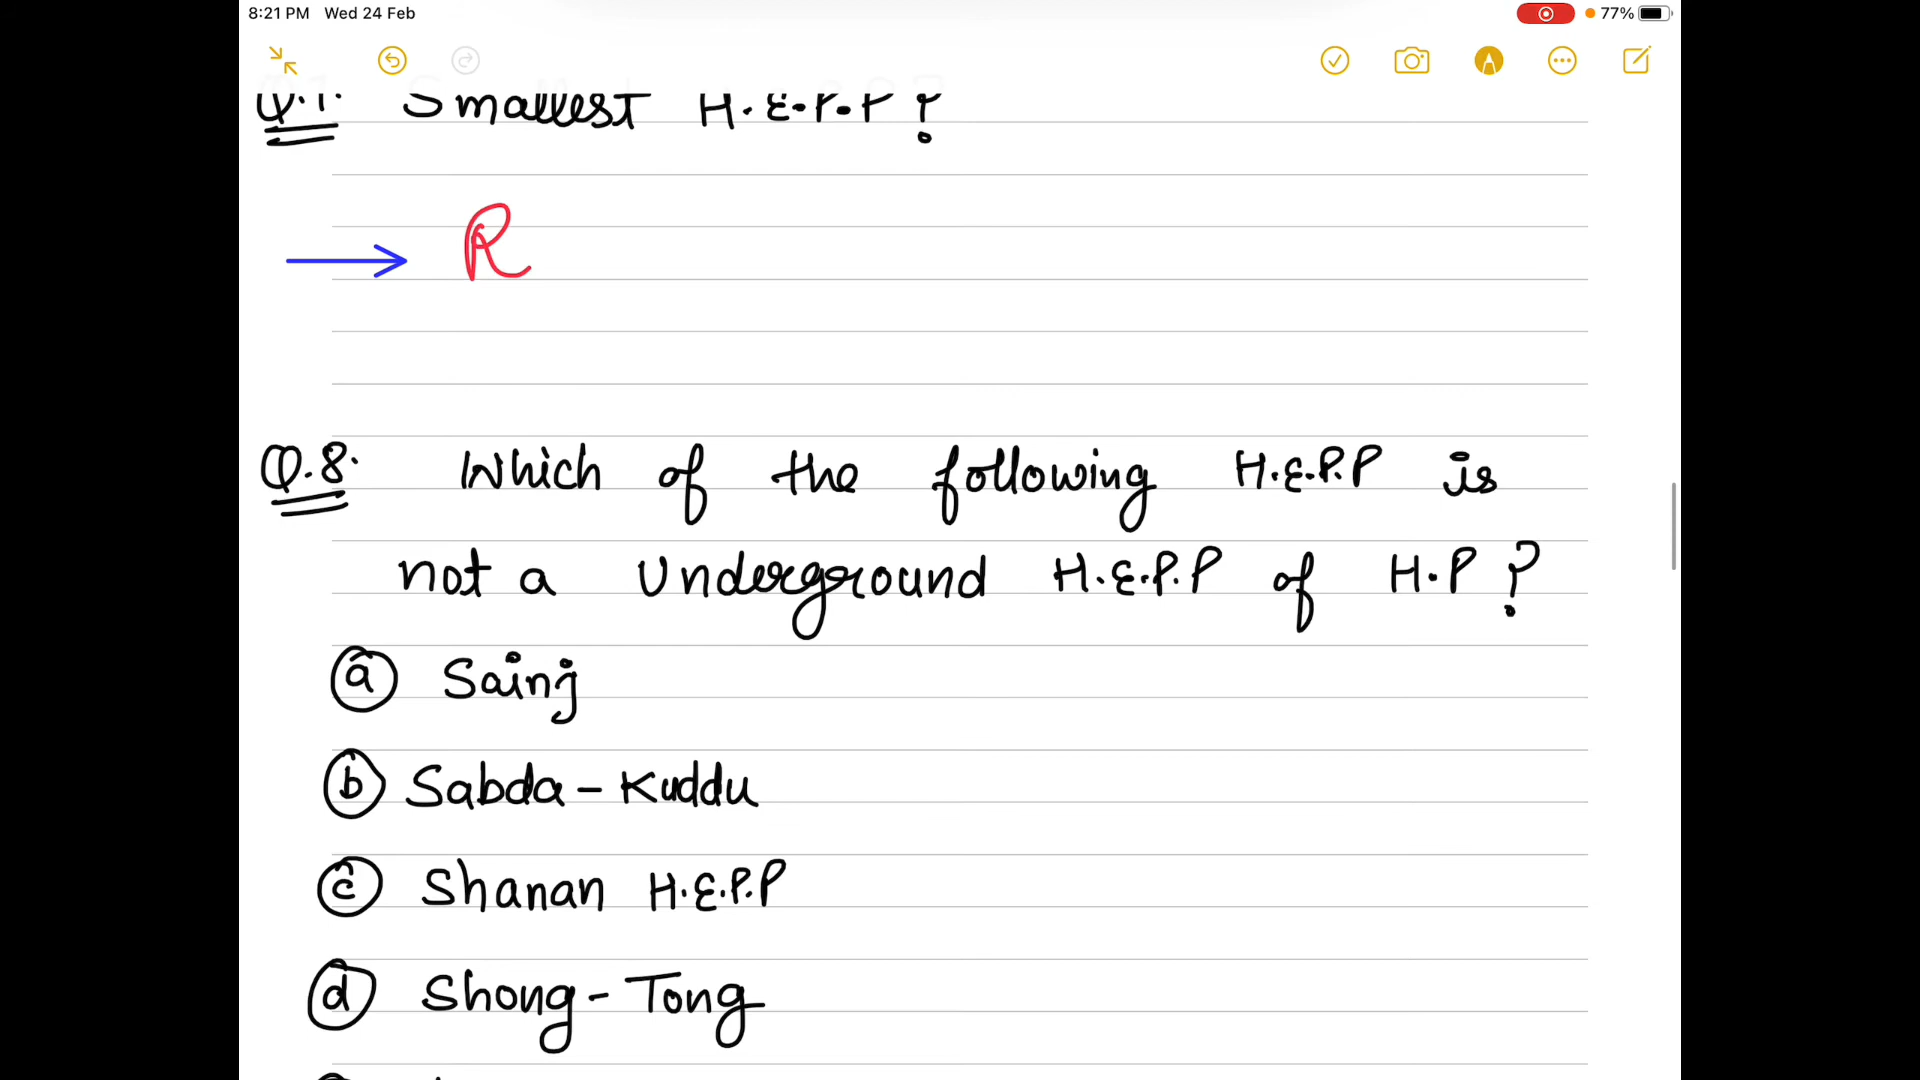 8:21 PM Wed 24 Feb
77%
Smallest H.E.P.P ?
R
Q.8. Which of the following H.E.P.P is
not a Underground H.E.P.P of H.P ?
a Sainj
b Sabda - Kuddu
c Shanan H.E.P.P
d Shong - Tong